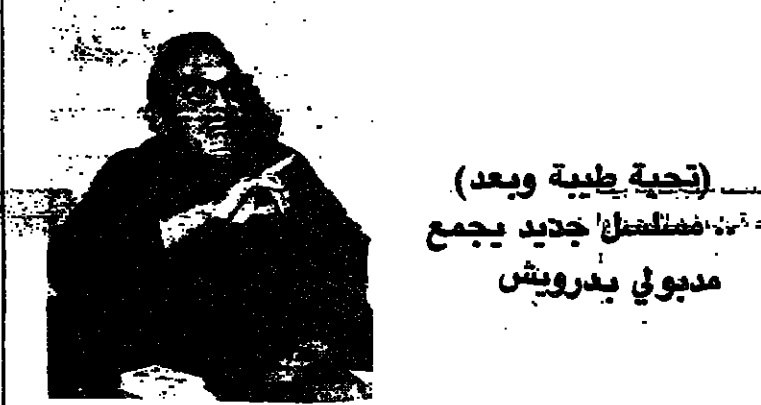 (تحية طيبة وبعد)
مسلسل جديد يجمع
مدبولي بدرويش